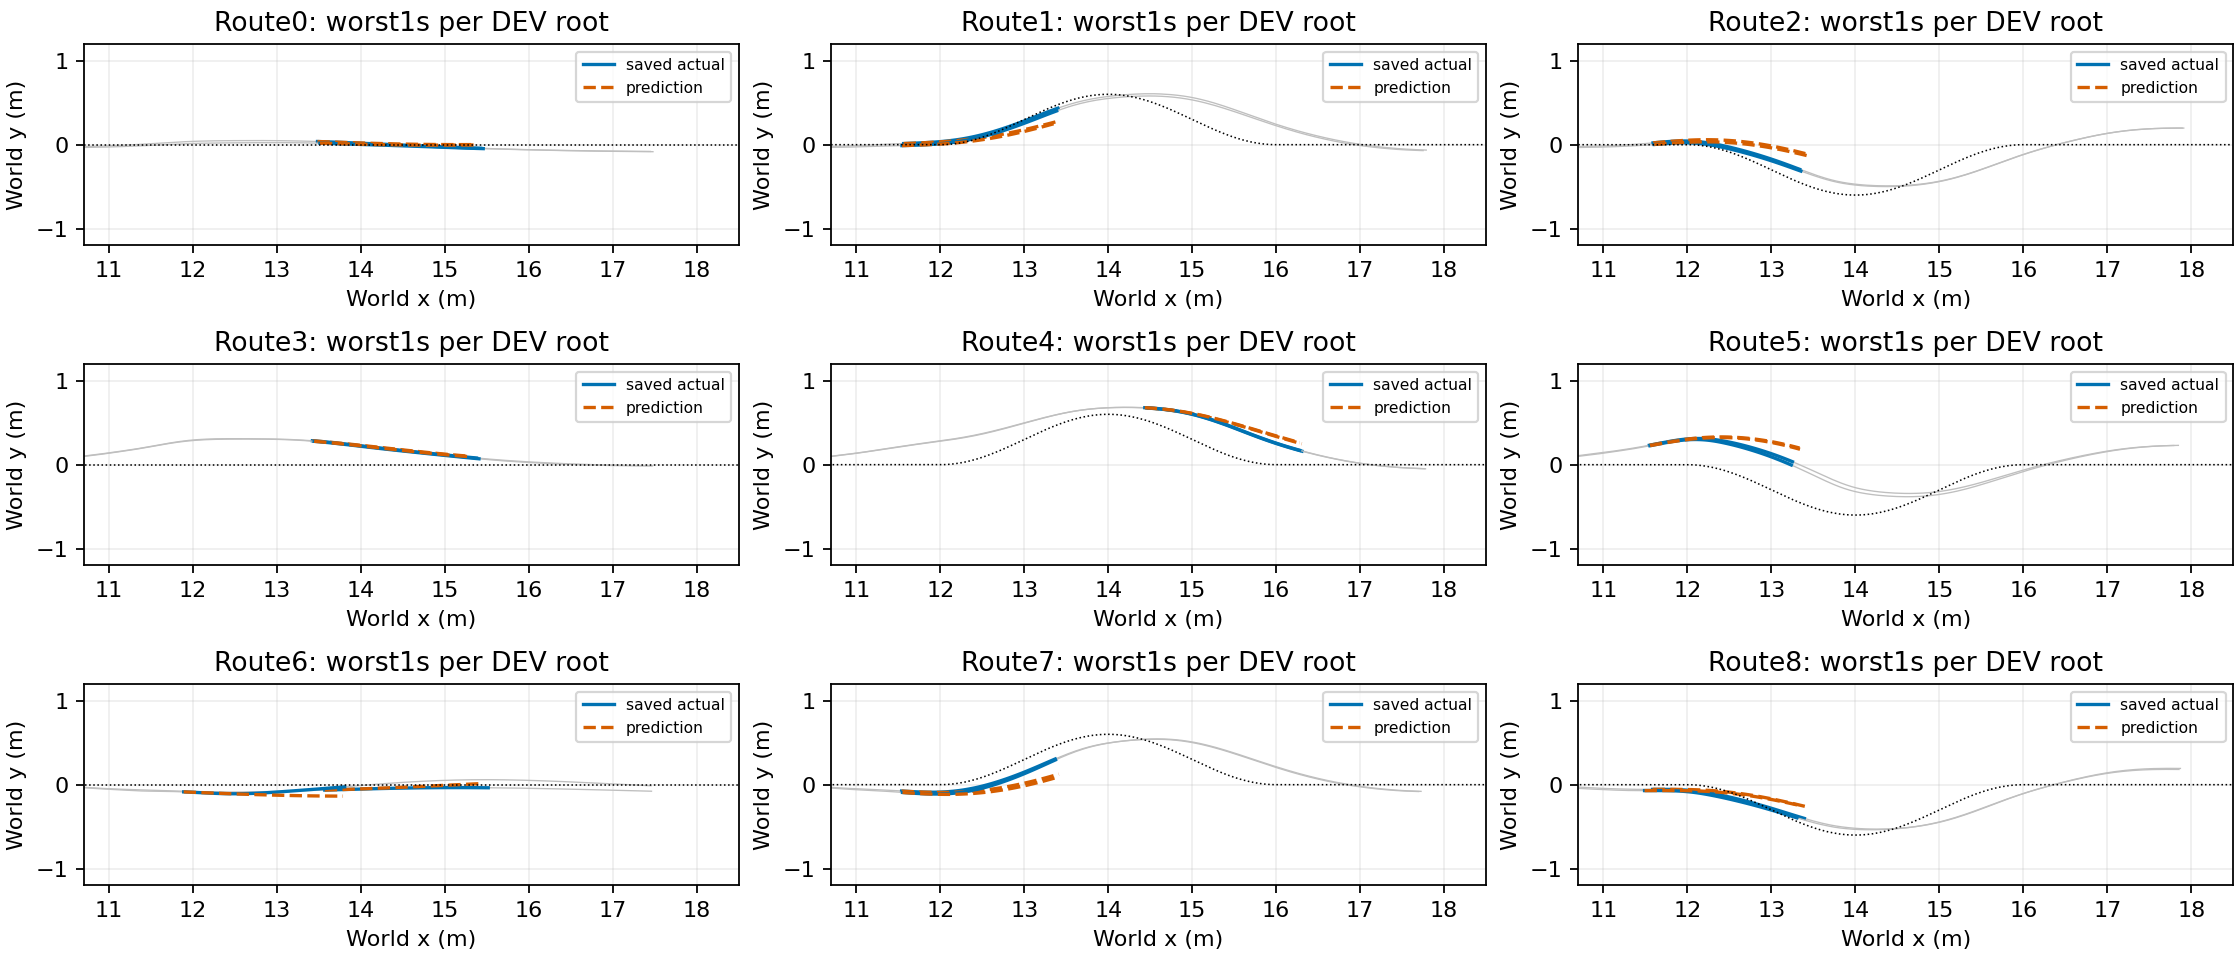 Route0: worst1s per DEV root
World y (m)
1
0
−1
saved actual
prediction
11 12 13 14 15 16 17 18
World x (m)
Route1: worst1s per DEV root
World y (m)
1
0
−1
saved actual
prediction
11 12 13 14 15 16 17 18
World x (m)
Route2: worst1s per DEV root
World y (m)
1
0
−1
saved actual
prediction
11 12 13 14 15 16 17 18
World x (m)
Route3: worst1s per DEV root
World y (m)
1
0
−1
saved actual
prediction
11 12 13 14 15 16 17 18
World x (m)
Route4: worst1s per DEV root
World y (m)
1
0
−1
saved actual
prediction
11 12 13 14 15 16 17 18
World x (m)
Route5: worst1s per DEV root
World y (m)
1
0
−1
saved actual
prediction
11 12 13 14 15 16 17 18
World x (m)
Route6: worst1s per DEV root
World y (m)
1
0
−1
saved actual
prediction
11 12 13 14 15 16 17 18
World x (m)
Route7: worst1s per DEV root
World y (m)
1
0
−1
saved actual
prediction
11 12 13 14 15 16 17 18
World x (m)
Route8: worst1s per DEV root
World y (m)
1
0
−1
saved actual
prediction
11 12 13 14 15 16 17 18
World x (m)